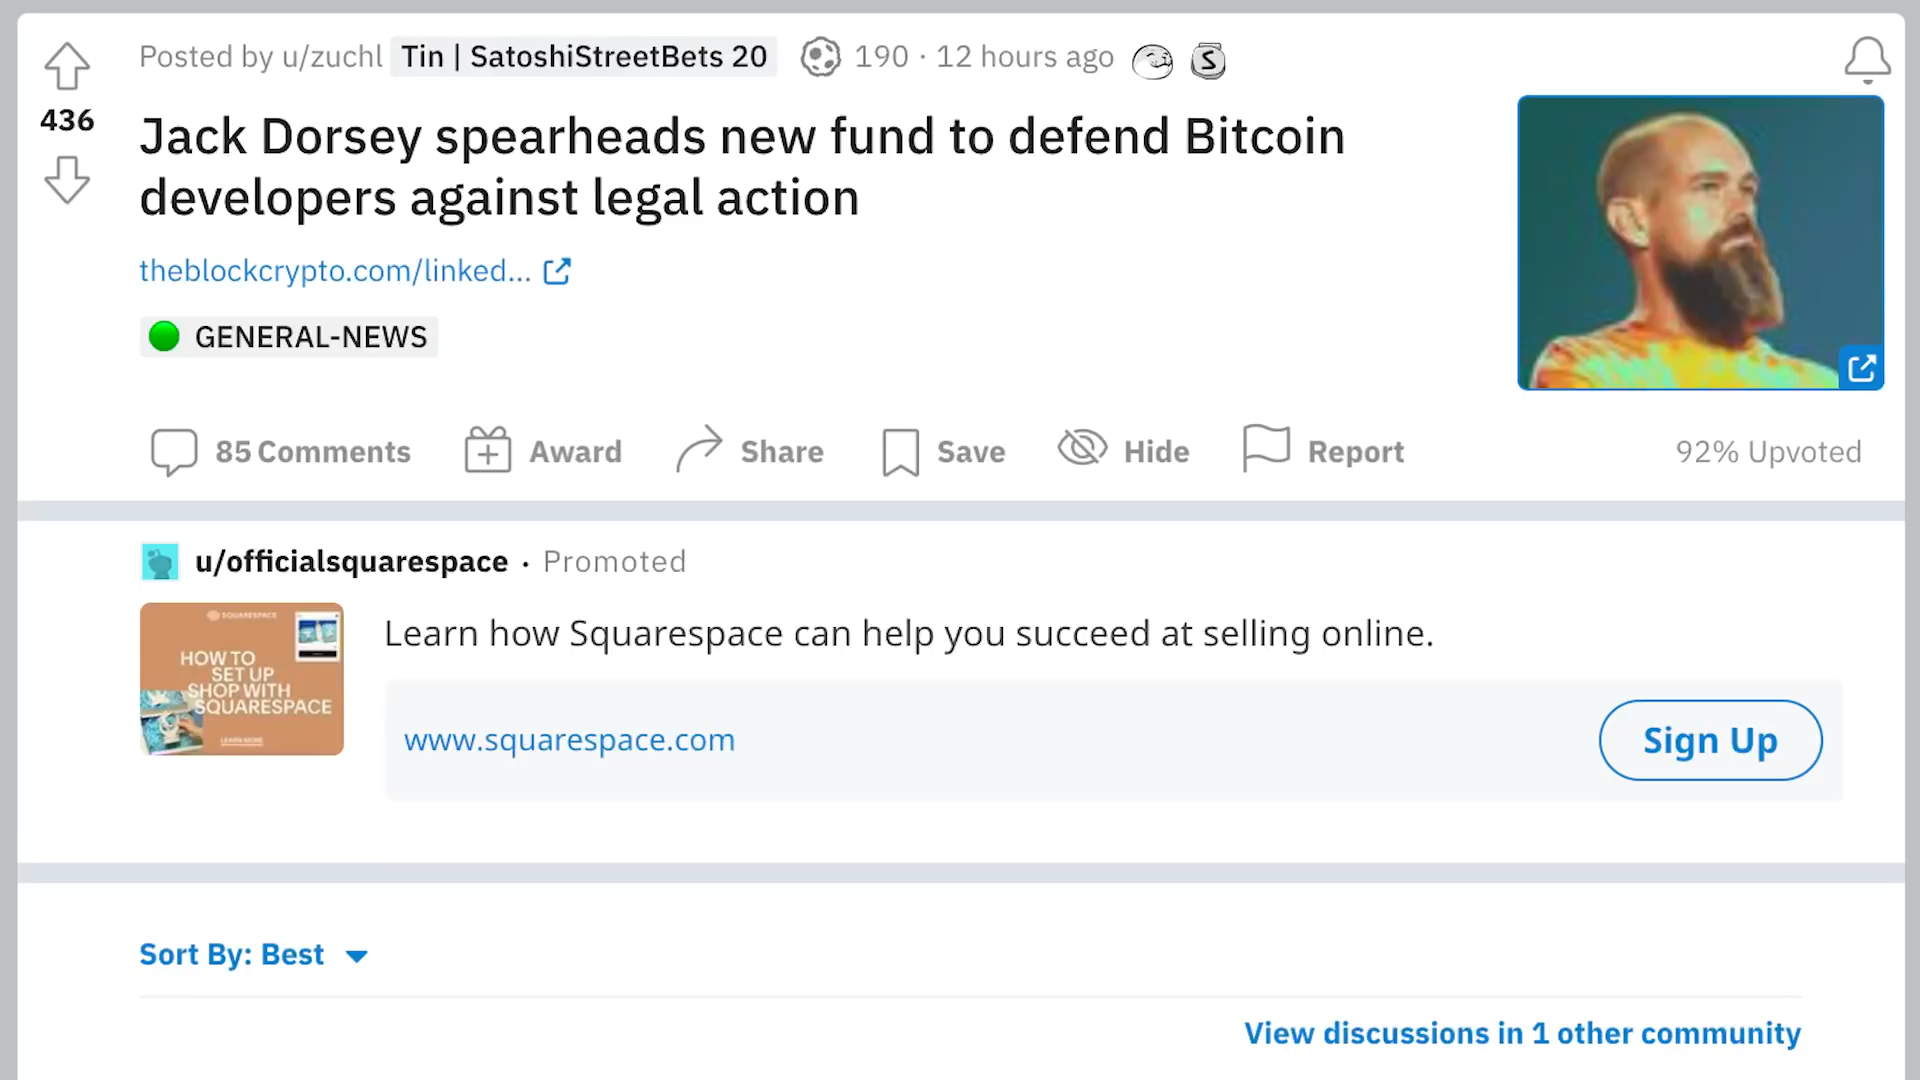 Posted by u/zuchl Tin | SatoshiStreetBets 20 190 · 12 hours ago
436
Jack Dorsey spearheads new fund to defend Bitcoin
developers against legal action
theblockcrypto.com/linked...
GENERAL-NEWS
85 Comments Award Share Save Hide Report 92% Upvoted
u/officialsquarespace · Promoted
SQUARESPACE
HOW TO
SET UP
SHOP WITH
SQUARESPACE
LEARN MORE
Learn how Squarespace can help you succeed at selling online.
www.squarespace.com
Sign Up
Sort By: Best
View discussions in 1 other community